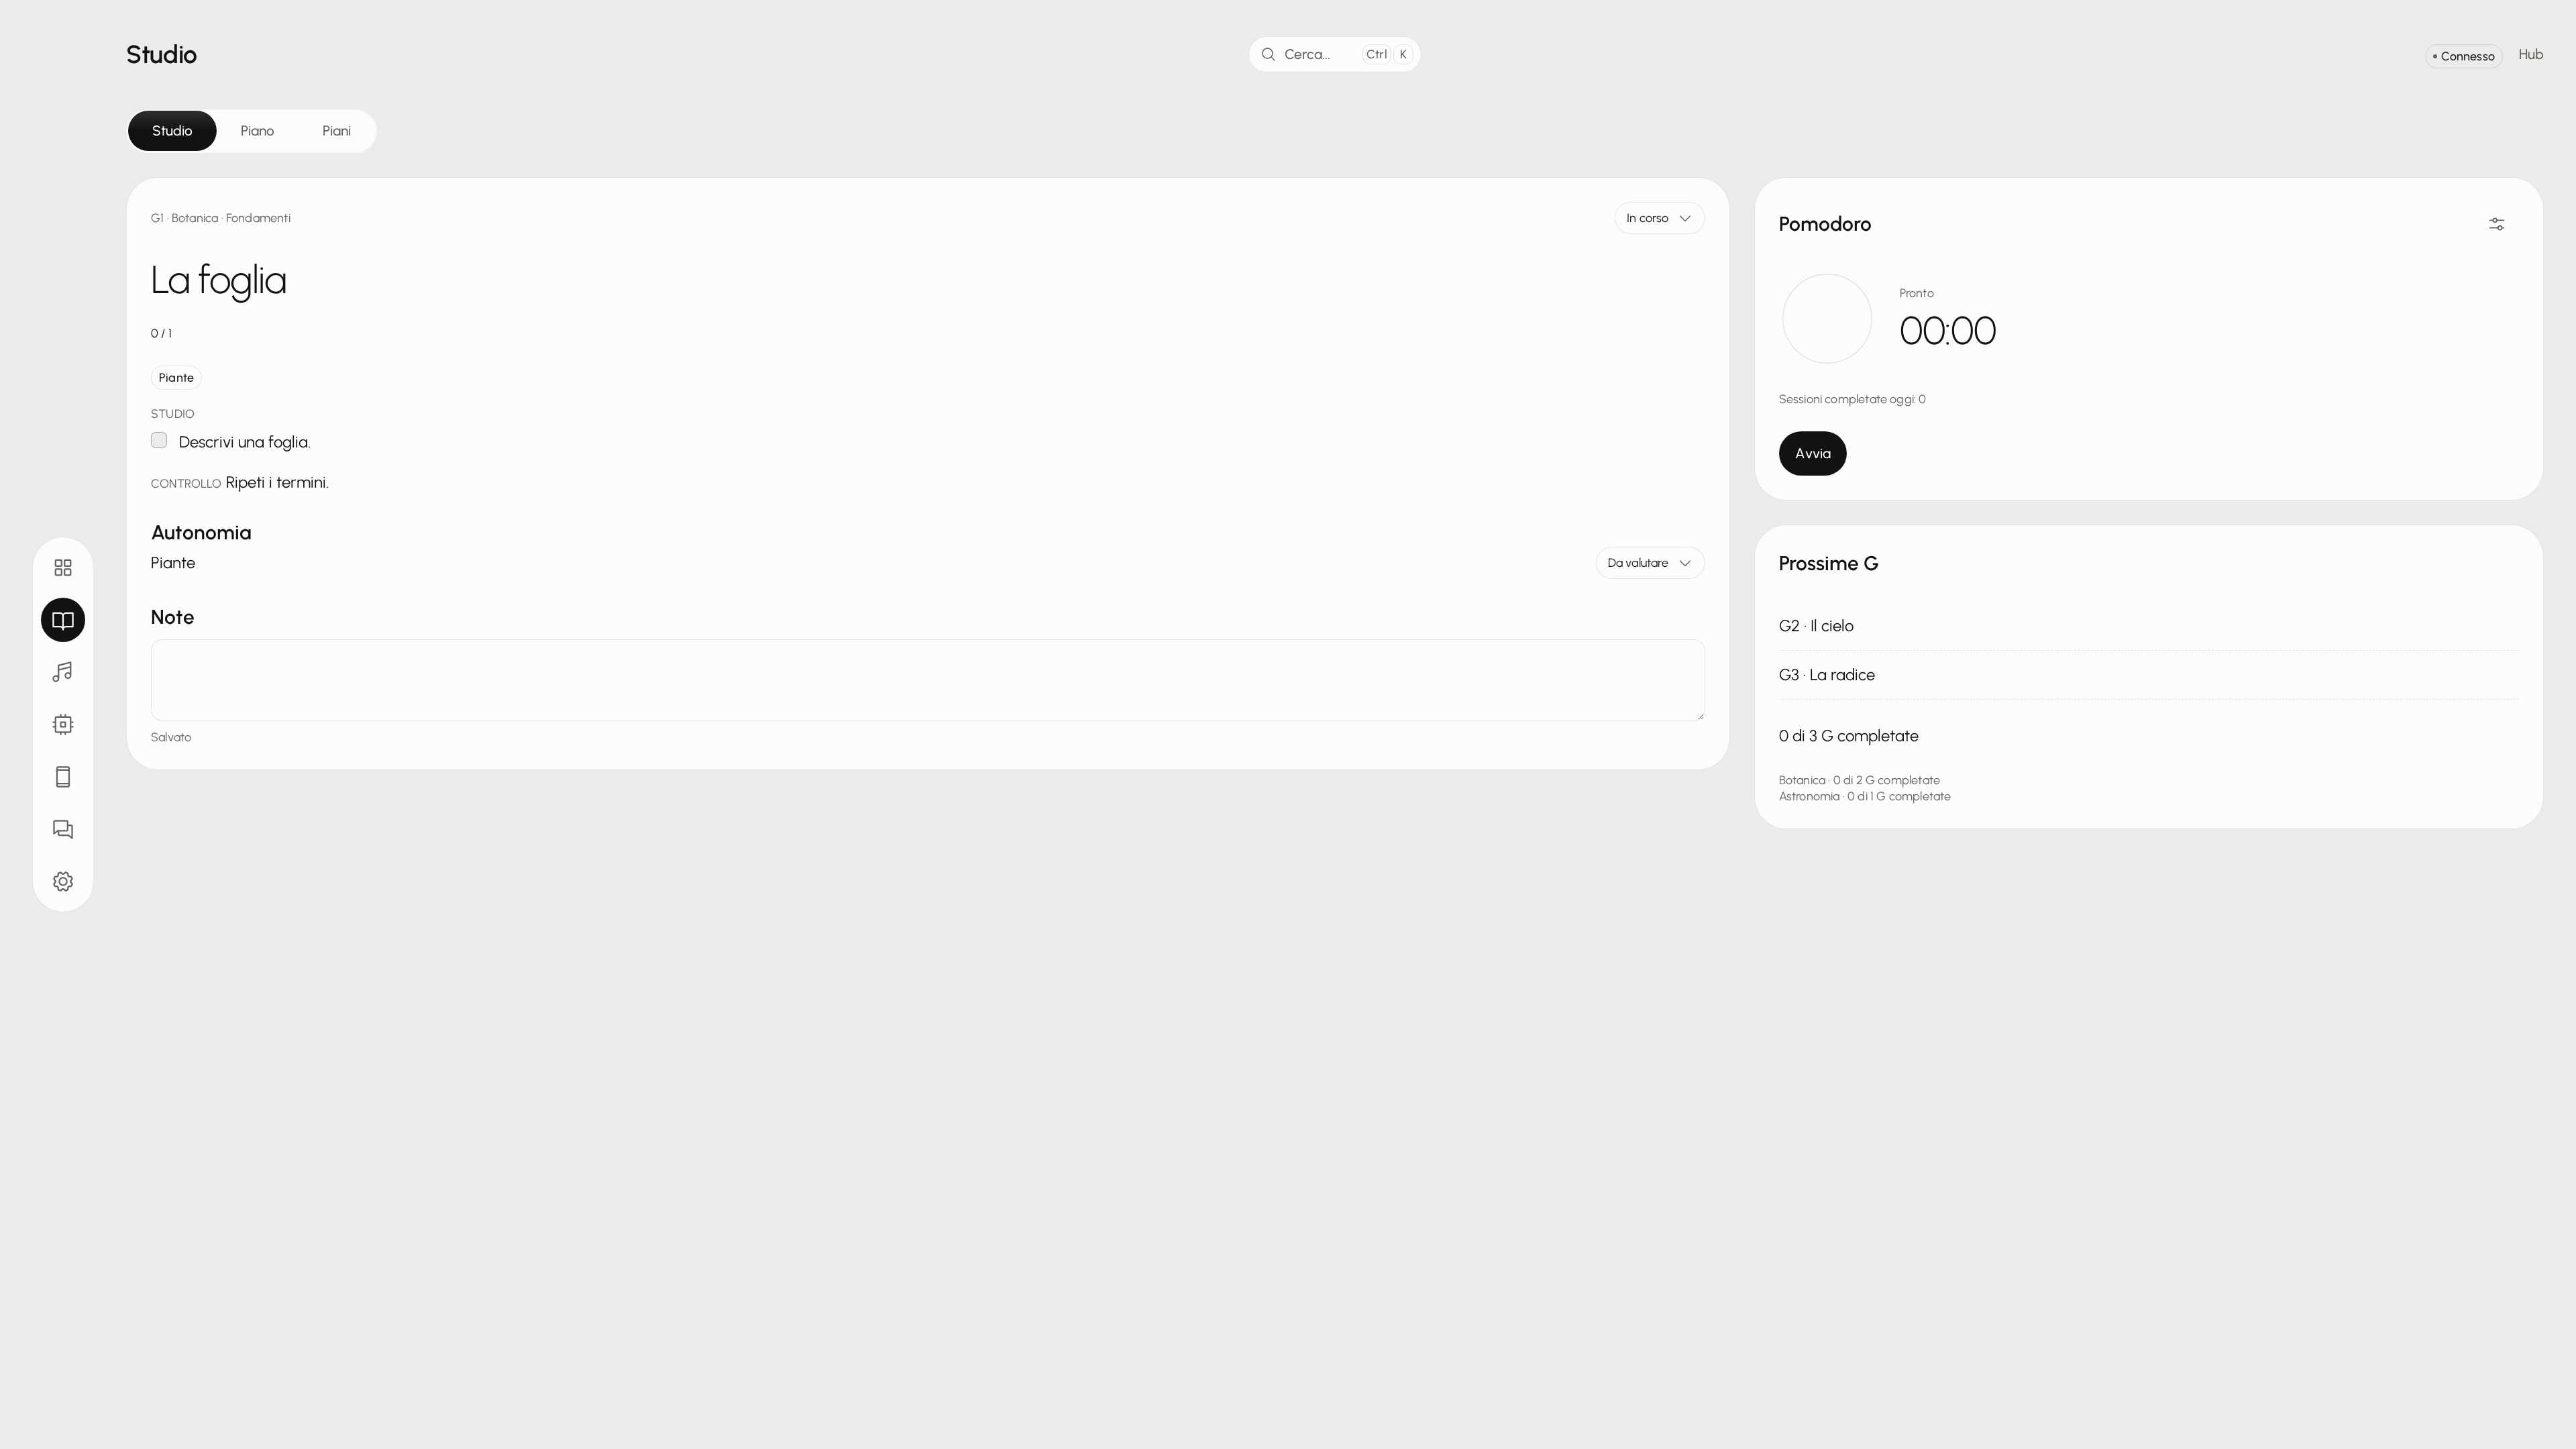 Studio
Cerca... Ctrl K
Connesso
Hub
Studio Piano Piani
G1 · Botanica · Fondamenti
In corso
La foglia
0 / 1
Piante
STUDIO
Descrivi una foglia.
CONTROLLO Ripeti i termini.
Autonomia
Piante
Da valutare
Note
Salvato
Pomodoro
Pronto
00:00
Sessioni completate oggi: 0
Avvia
Prossime G
G2 · Il cielo
G3 · La radice
0 di 3 G completate
Botanica · 0 di 2 G completate
Astronomia · 0 di 1 G completate